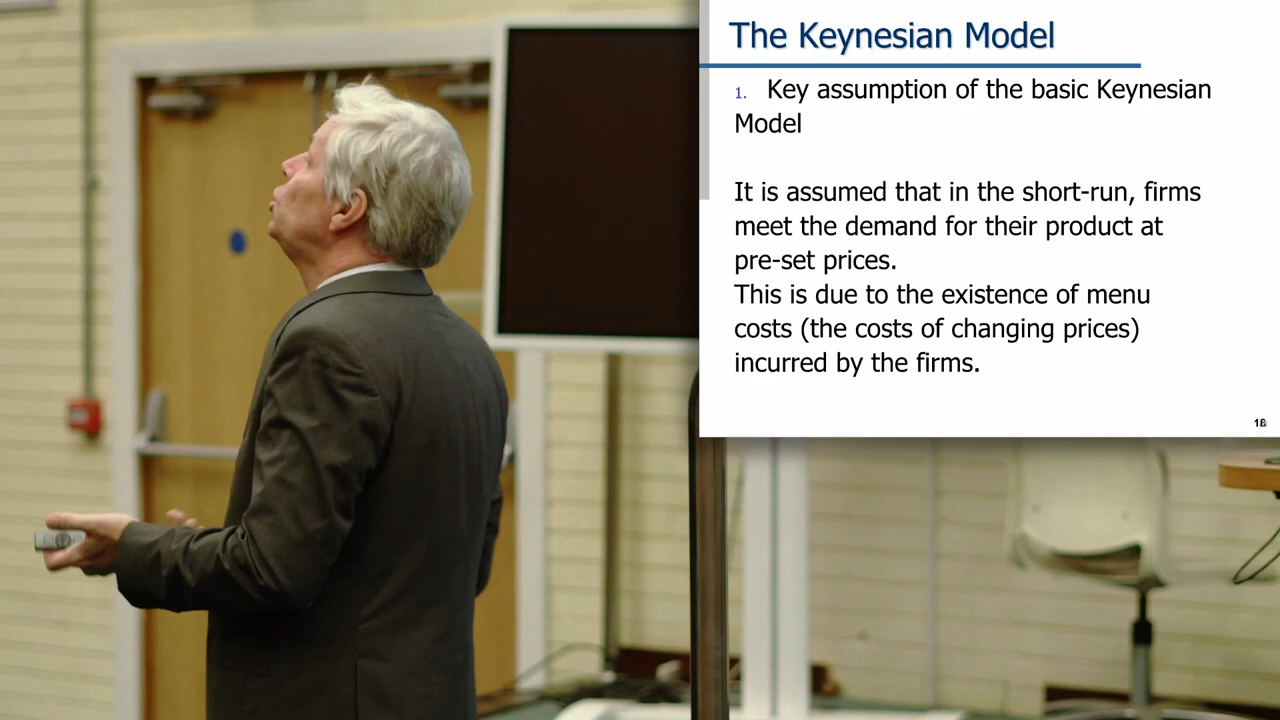 The Keynesian Model
1. Key assumption of the basic Keynesian
Model
It is assumed that in the short-run, firms
meet the demand for their product at
pre-set prices.
This is due to the existence of menu
costs (the costs of changing prices)
incurred by the firms.